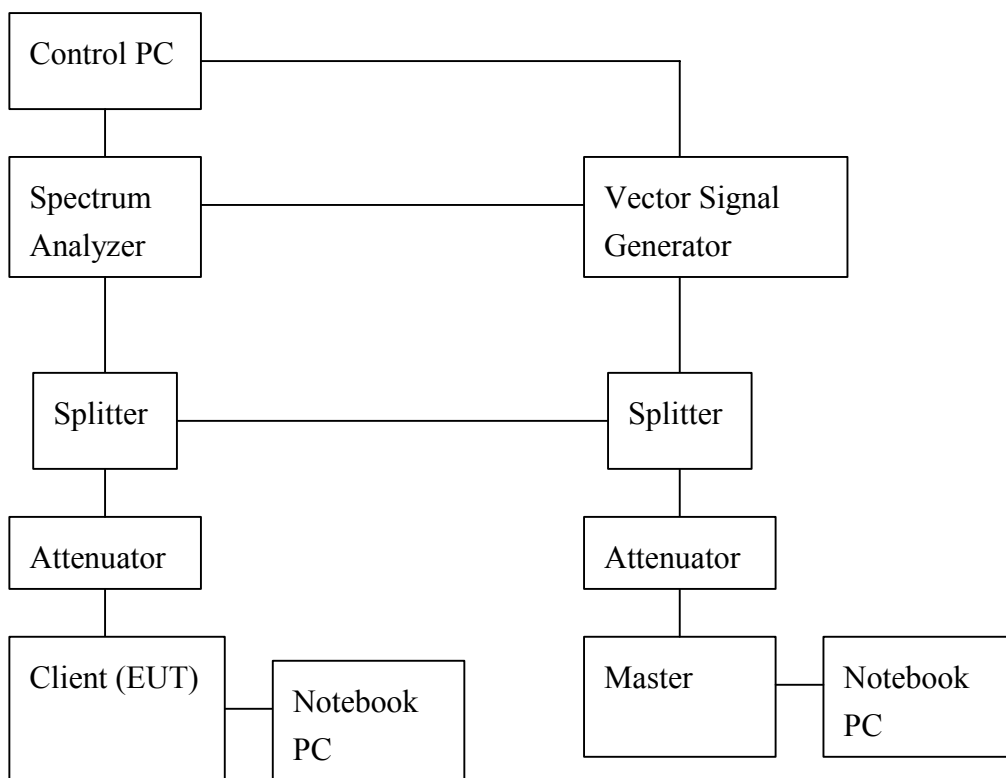 Control PC
Spectrum
Analyzer
Vector Signal
Generator
Splitter
Splitter
Attenuator
Attenuator
Client (EUT)
Notebook
PC
Master
Notebook
PC